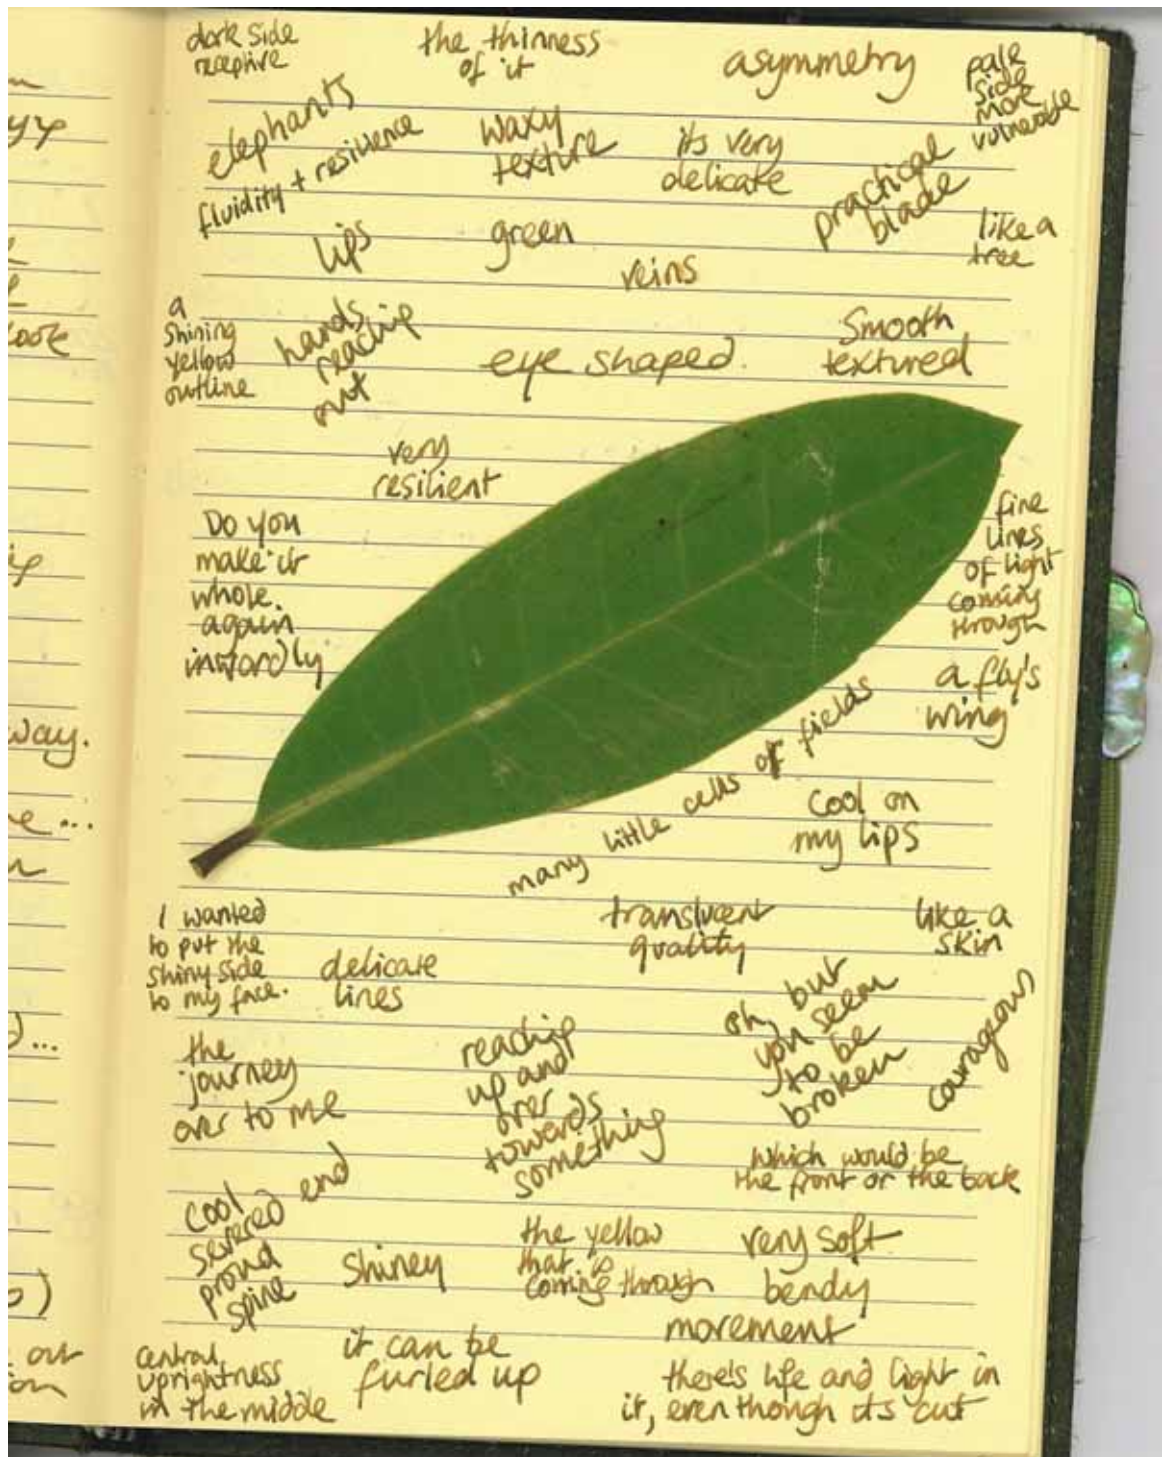 dark side
receptive
the thinness
of it
asymmetry
pale
side
more
vulnerable
elephants
fluidity + resilience
waxy
texture
its very
delicate
practical
blade
like a
tree
lips
green
veins
a
shining
yellow
outline
hands
reaching
out
eye shaped.
smooth
textured
very
resilient
Do you
make it
whole.
again
inwardly
fine
lines
of light
coming
through
a fly's
wing
many little cells of fields
cool on
my lips
I wanted
to put the
shiny side
to my face.
delicate
lines
translucent
quality
like a
skin
oh, but
you seem
to be
broken
courageous
the
journey
over to me
reaching
up and
over
towards
something
which would be
the front or the back
cool
severed end
proud
spine
shiney
the yellow
that is
coming through
very soft
bendy
movement
central
uprightness
in the middle
it can be
furled up
there's life and light in
it, even though its cut
way.